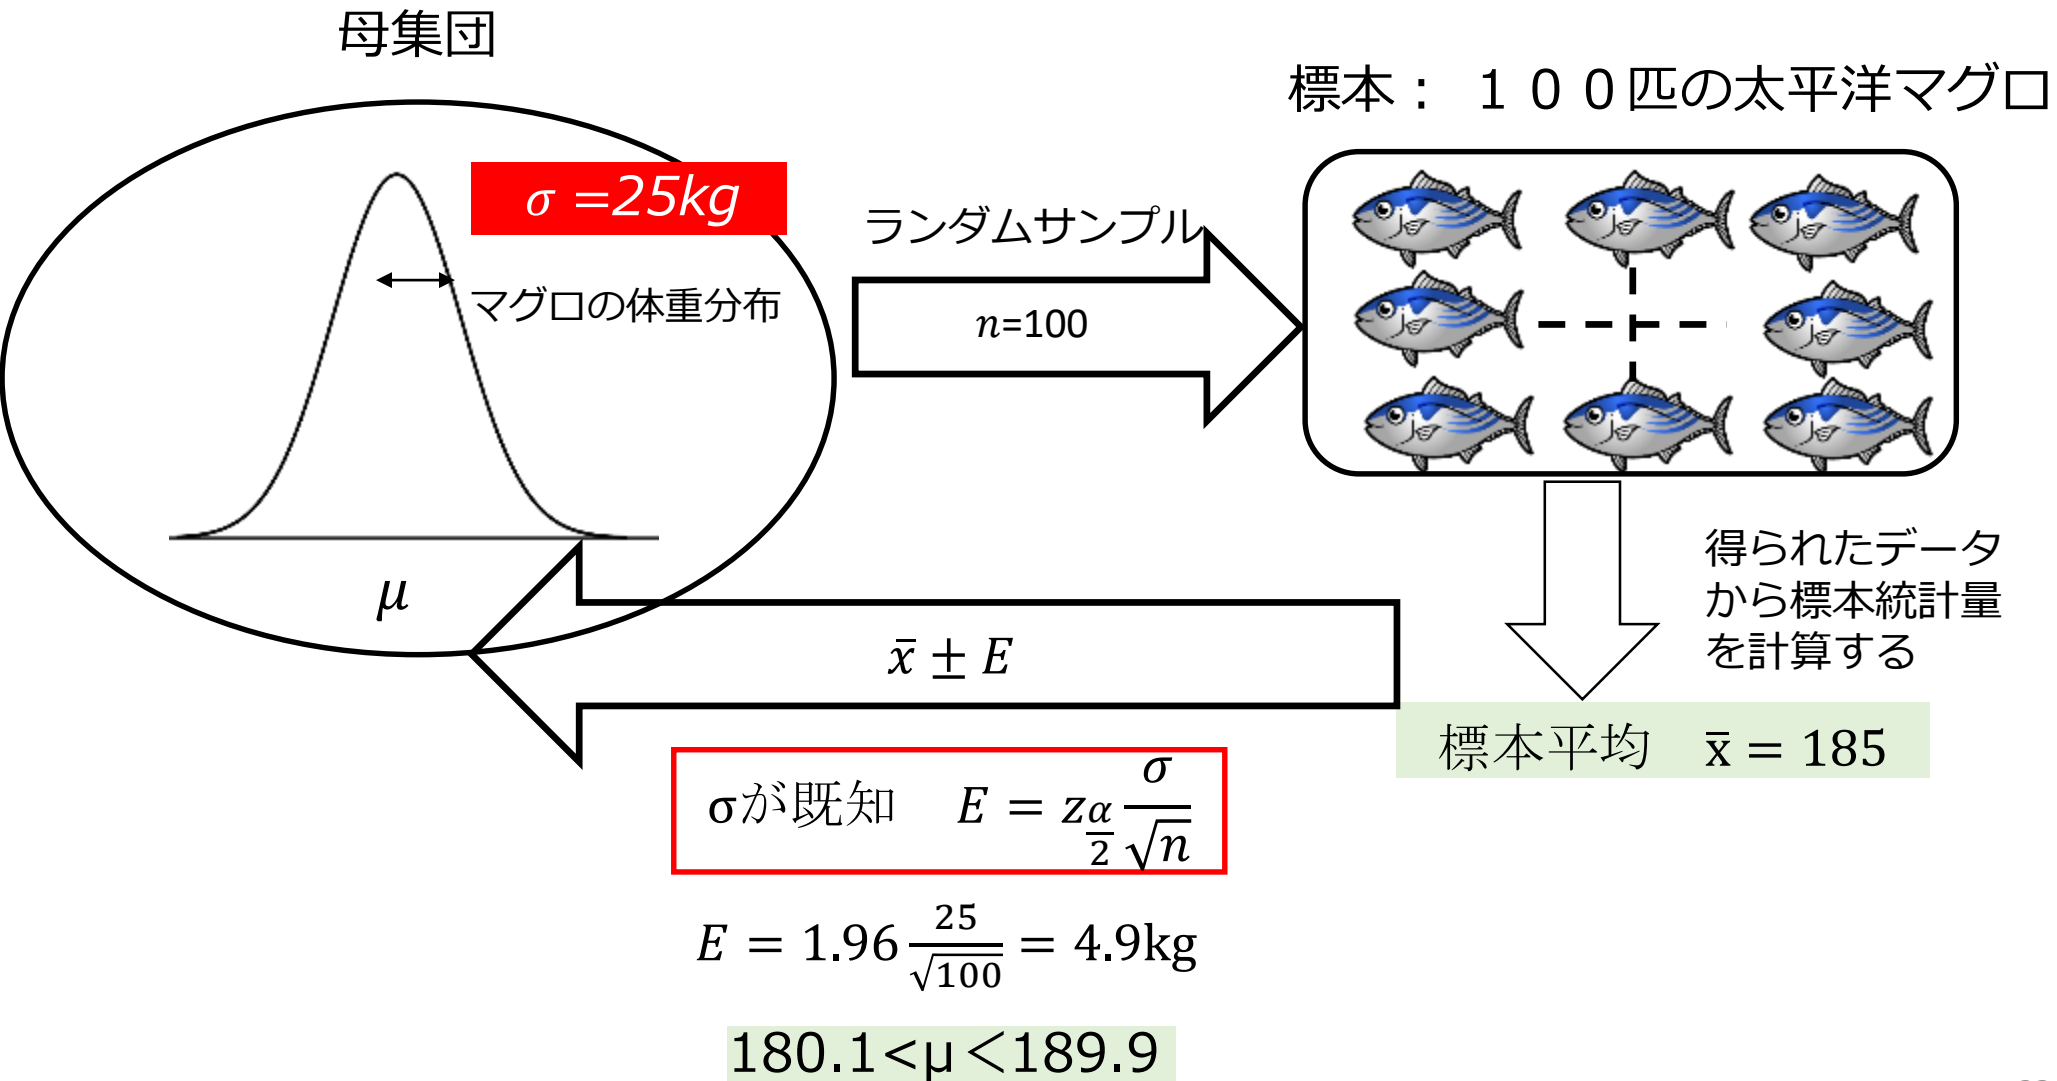 母集団
標本： １００匹の太平洋マグロ
σ =25kg
マグロの体重分布
ランダムサンプル
n=100
μ
得られたデータ
から標本統計量
を計算する
x̄ ± E
標本平均　x̄ = 185
σが既知　E = z_{α/2} σ/√n
E = 1.96 25/√100 = 4.9kg
180.1<μ＜189.9